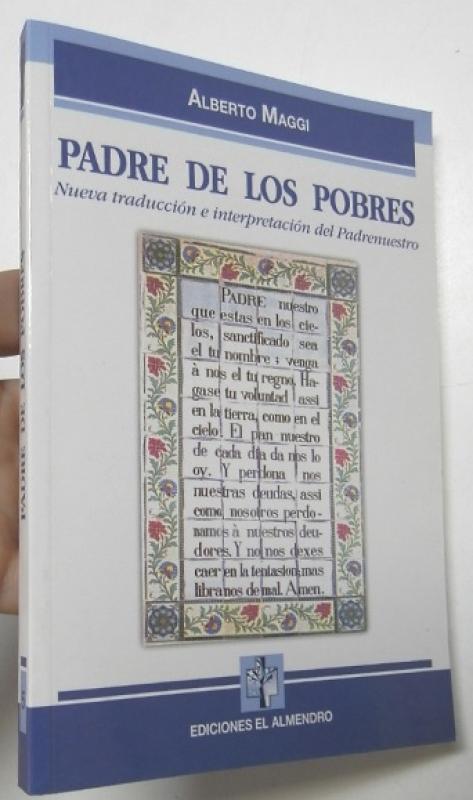 ALBERTO MAGGI
PADRE DE LOS POBRES
Nueva traducción e interpretación del Padrenuestro
PADRE nuestro
que estas en los cie-
los, sanctificado sea
el tu nombre; venga
à nos el tu regno. Ha-
gase tu voluntad assi
en la tierra, como en el
cielo. El pan nuestro
de cada dia da nos lo
oy. Y perdona nos
nuestras deudas, assi
como nosotros perdo-
namos à nuestros deu-
dores. Y no nos dexes
caer en la tentasion; mas
libranos de mal. Amen.
EDICIONES EL ALMENDRO
PADRE DE LOS POBRES